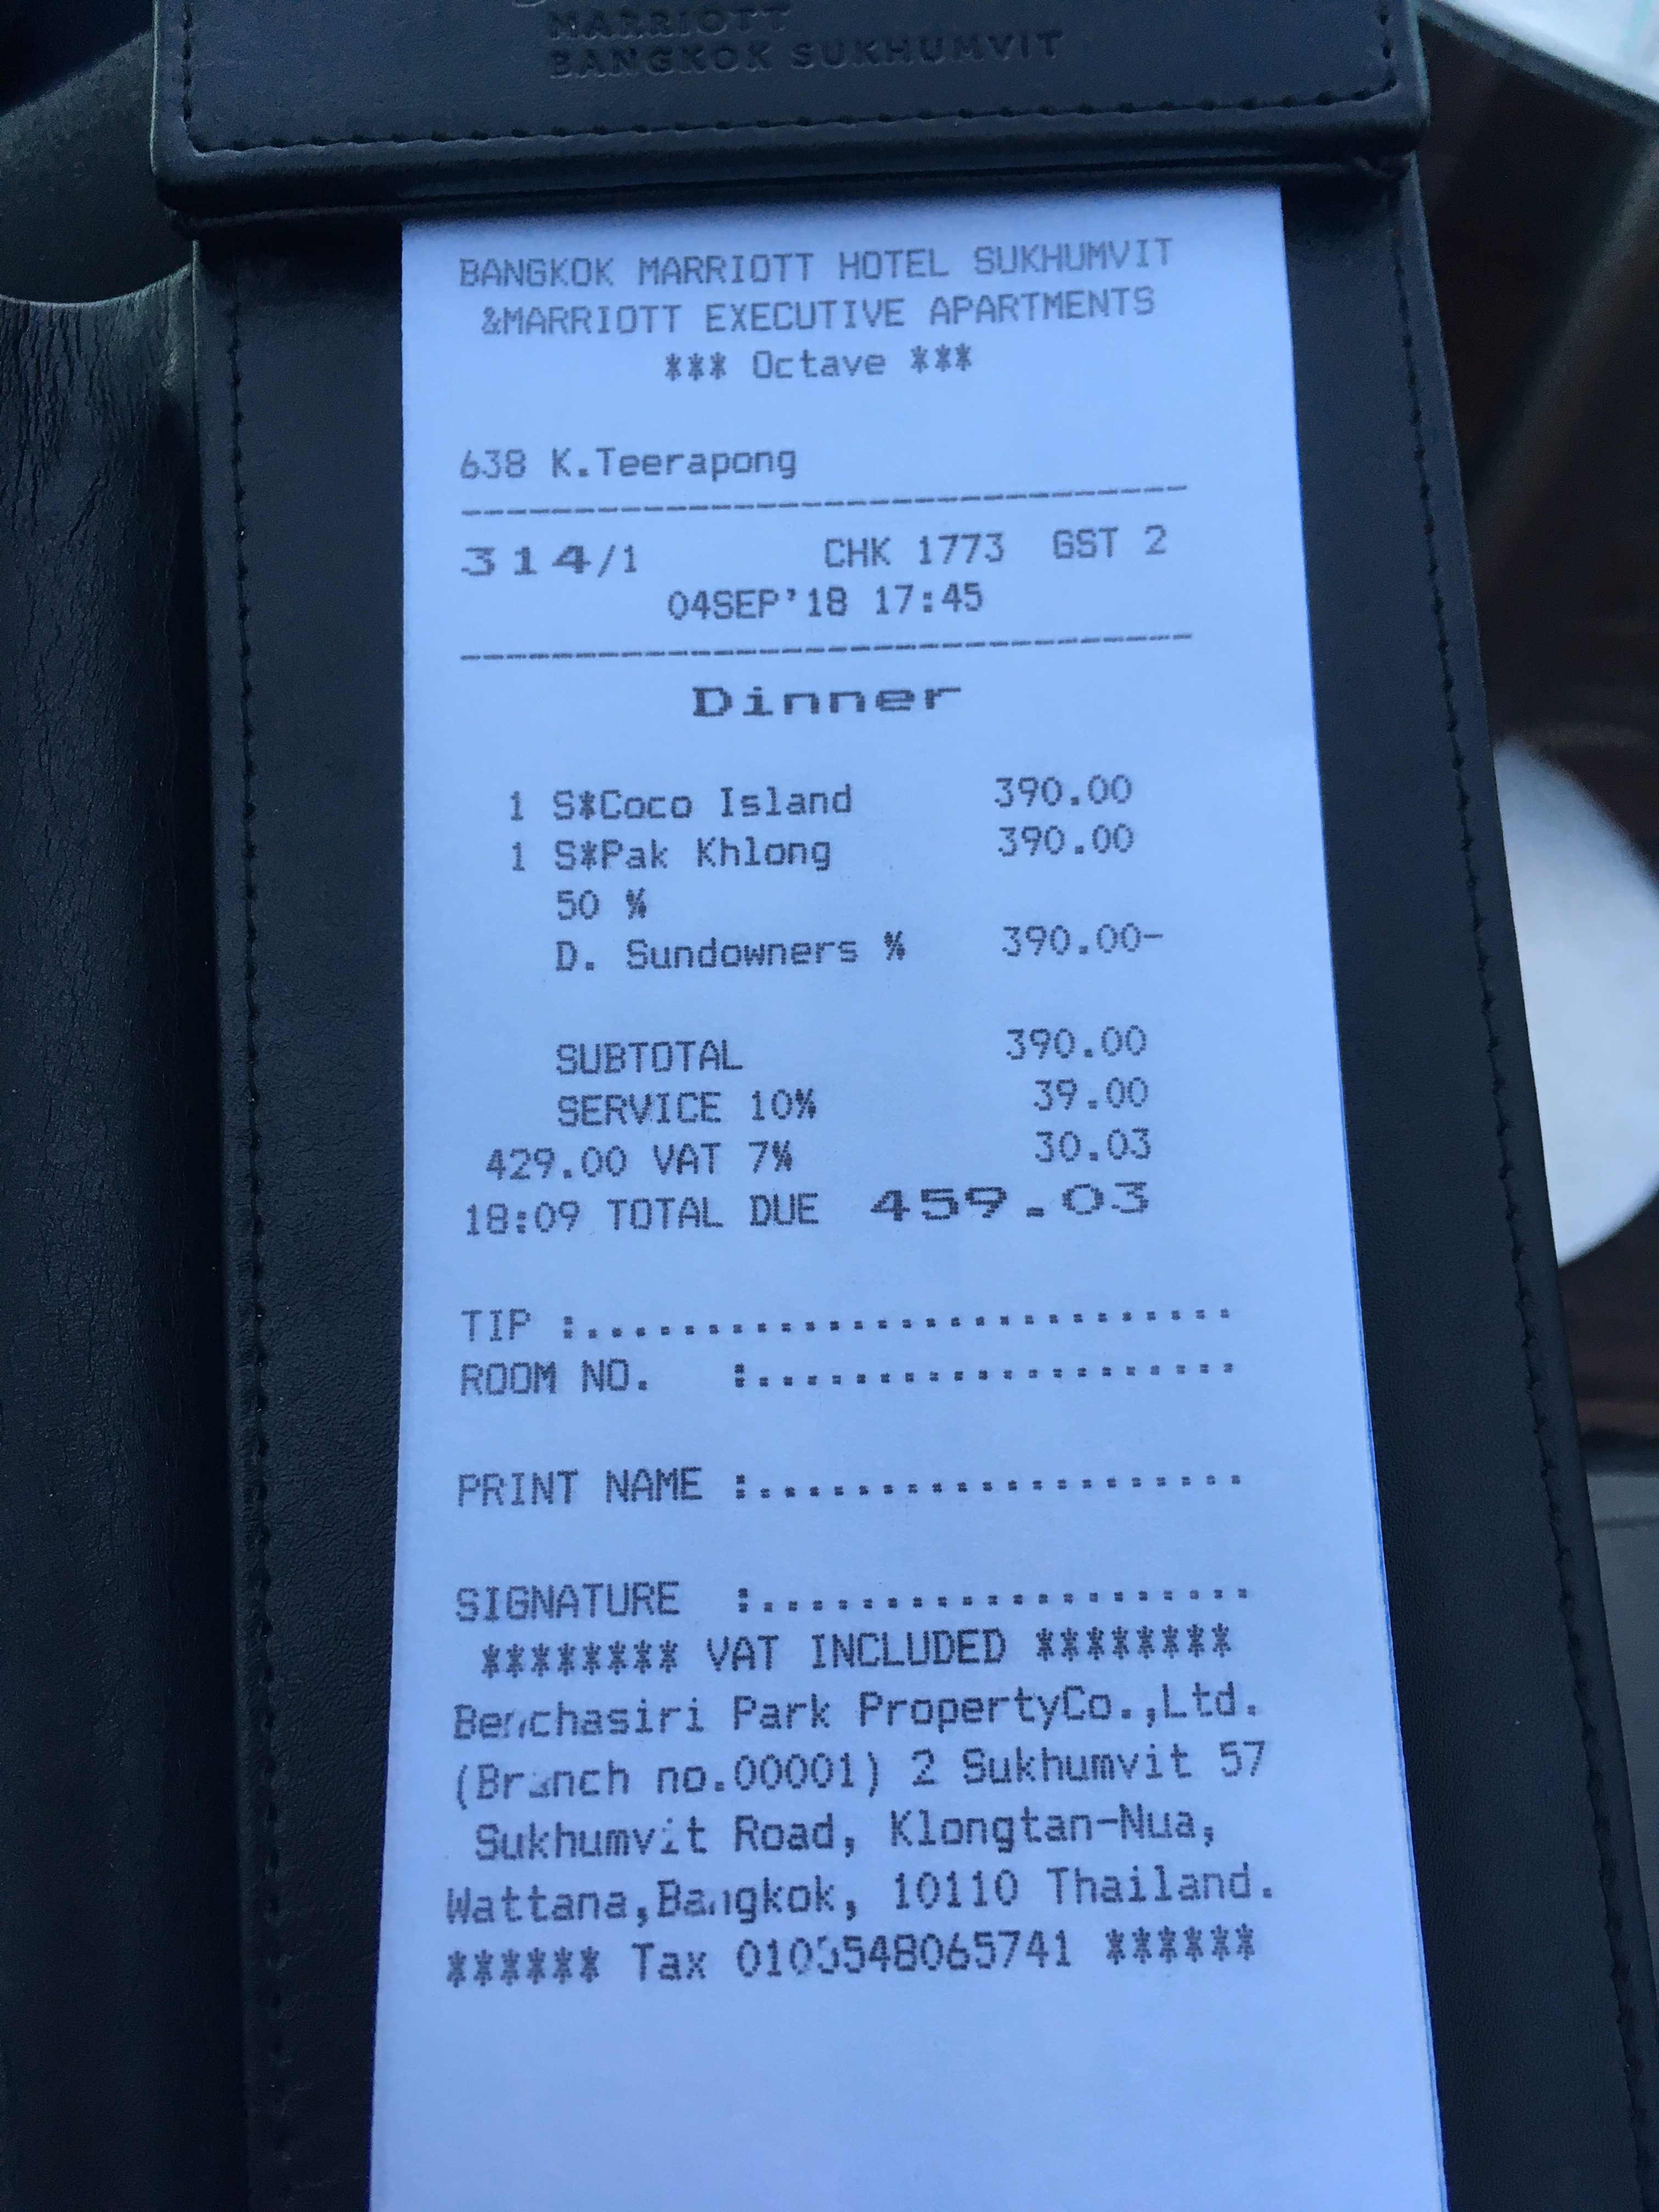 MARRIOTT
BANGKOK SUKHUMVIT
BANGKOK MARRIOTT HOTEL SUKHUMVIT
&MARRIOTT EXECUTIVE APARTMENTS
*** Octave ***
638 K.Teerapong
314/1 CHK 1773 GST 2
04SEP'18 17:45
Dinner
1 S*Coco Island 390.00
1 S*Pak Khlong 390.00
50 %
D. Sundowners % 390.00-
SUBTOTAL 390.00
SERVICE 10% 39.00
429.00 VAT 7% 30.03
18:09 TOTAL DUE 459.03
TIP :..............................
ROOM NO. :.....................
PRINT NAME :.....................
SIGNATURE :.....................
******** VAT INCLUDED ********
Benchasiri Park PropertyCo.,Ltd.
(Branch no.00001) 2 Sukhumvit 57
Sukhumvit Road, Klongtan-Nua,
Wattana,Bangkok, 10110 Thailand.
****** Tax 0105548065741 ******